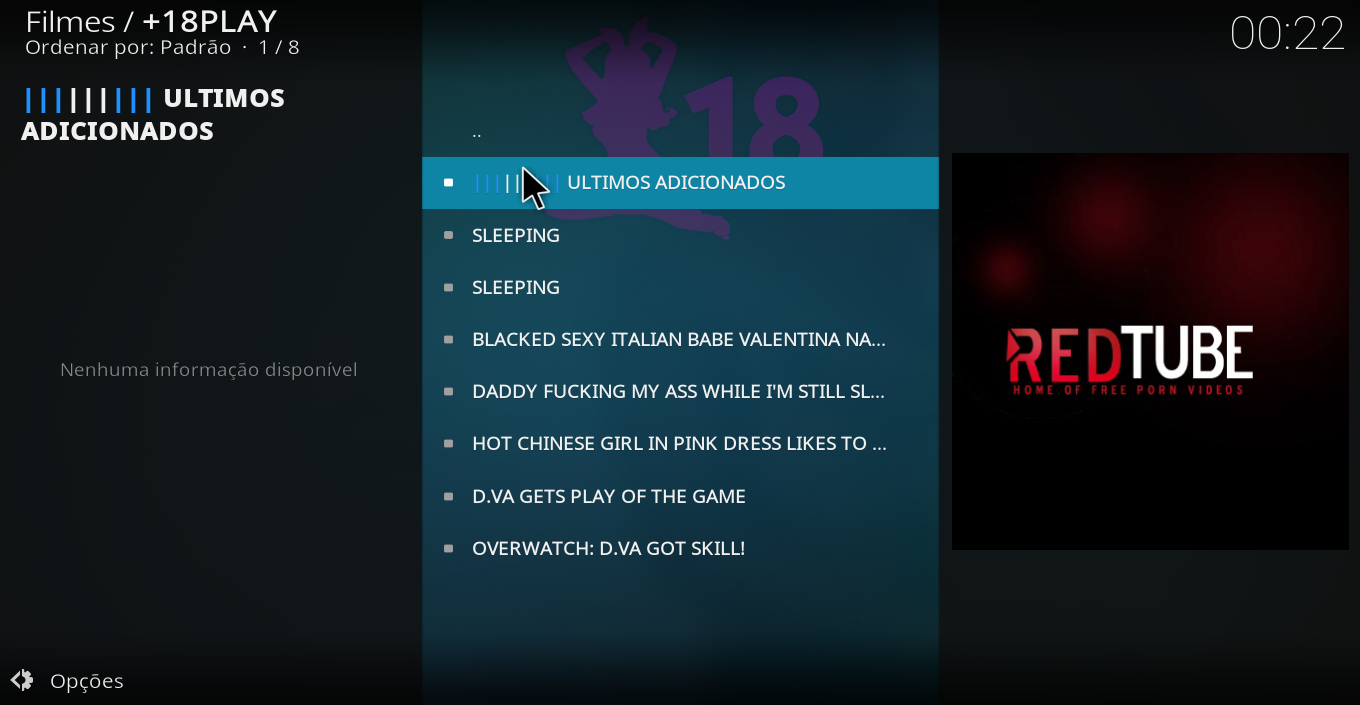 Filmes / +18PLAY
Ordenar por: Padrão · 1 / 8
00:22
||||||||| ULTIMOS
ADICIONADOS
18
..
ULTIMOS ADICIONADOS
SLEEPING
SLEEPING
BLACKED SEXY ITALIAN BABE VALENTINA NA...
DADDY FUCKING MY ASS WHILE I'M STILL SL...
HOT CHINESE GIRL IN PINK DRESS LIKES TO ...
D.VA GETS PLAY OF THE GAME
OVERWATCH: D.VA GOT SKILL!
Nenhuma informação disponível
REDTUBE
HOME OF FREE PORN VIDEOS
Opções